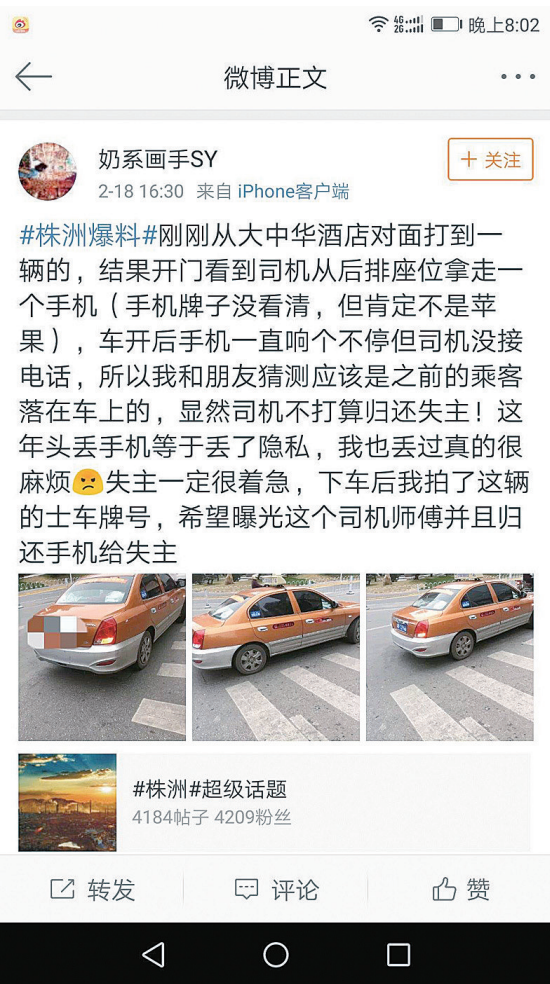 4G
2G
晚上8:02
微博正文
奶系画手SY
＋ 关注
2-18 16:30 来自 iPhone客户端
#株洲爆料#刚刚从大中华酒店对面打到一
辆的，结果开门看到司机从后排座位拿走一
个手机（手机牌子没看清，但肯定不是苹
果），车开后手机一直响个不停但司机没接
电话，所以我和朋友猜测应该是之前的乘客
落在车上的，显然司机不打算归还失主！这
年头丢手机等于丢了隐私，我也丢过真的很
麻烦😠失主一定很着急，下车后我拍了这辆
的士车牌号，希望曝光这个司机师傅并且归
还手机给失主
#株洲#超级话题
4184帖子 4209粉丝
转发
评论
赞